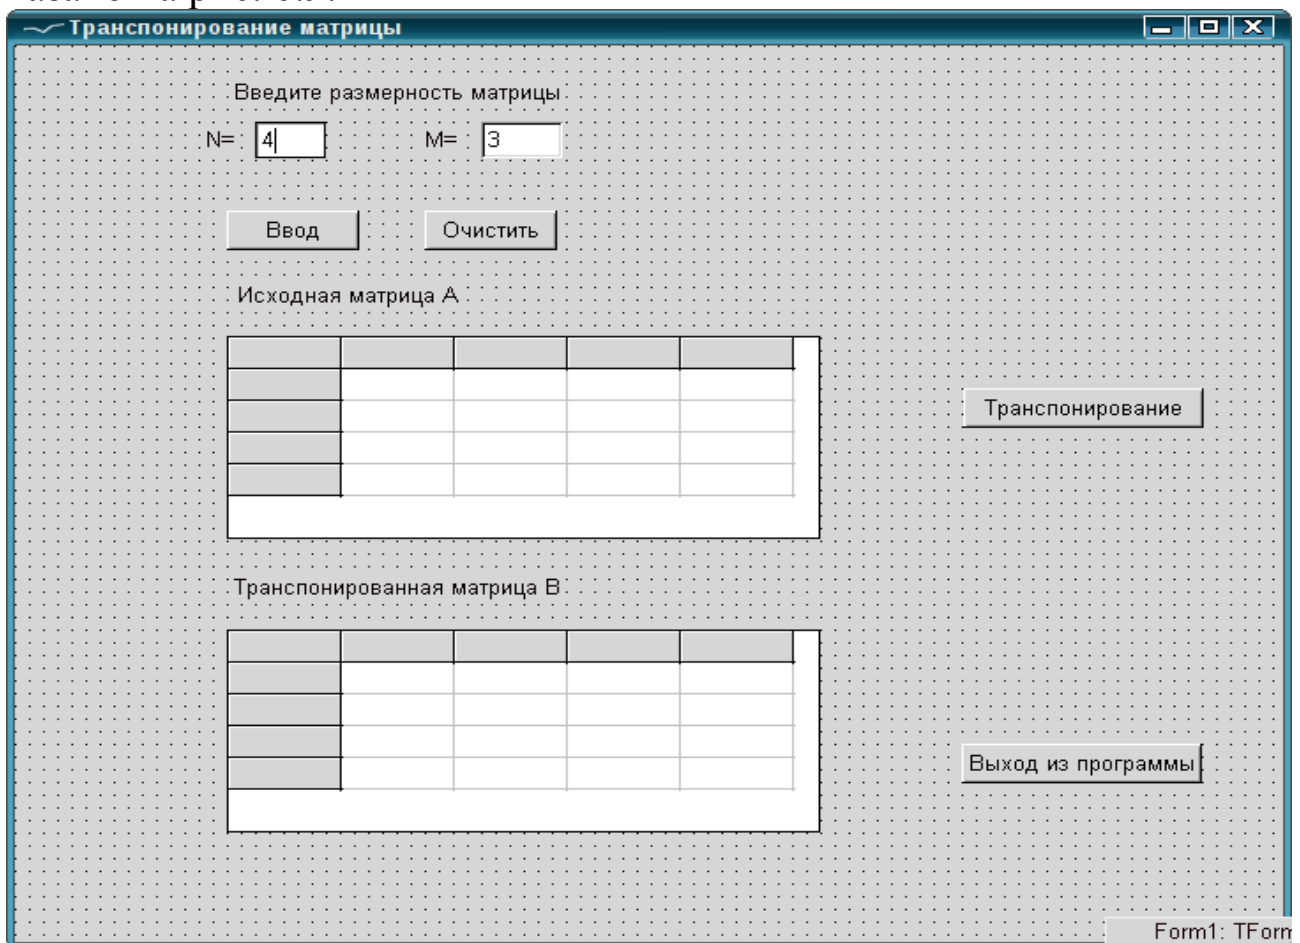 Транспонирование матрицы
Введите размерность матрицы
N= 4 M= 3
Ввод Очистить
Исходная матрица A
Транспонирование
Транспонированная матрица B
Выход из программы
Form1: TForm